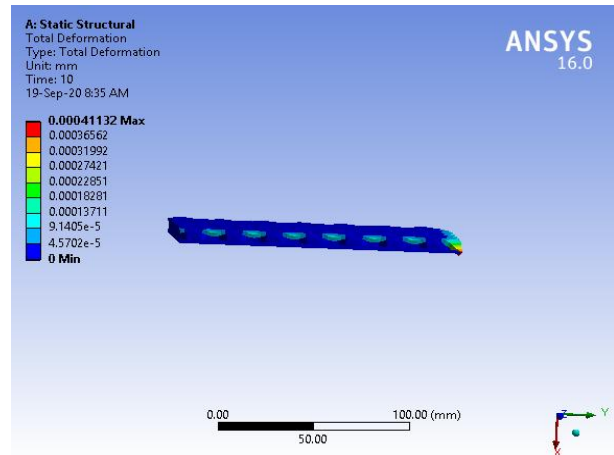 A: Static Structural
Total Deformation
Type: Total Deformation
Unit: mm
Time: 10
19-Sep-20 8:35 AM
ANSYS
16.0
0.00041132 Max
0.00036562
0.00031992
0.00027421
0.00022851
0.00018281
0.00013711
9.1405e-5
4.5702e-5
0 Min
0.00 100.00 (mm)
50.00
Z Y
X